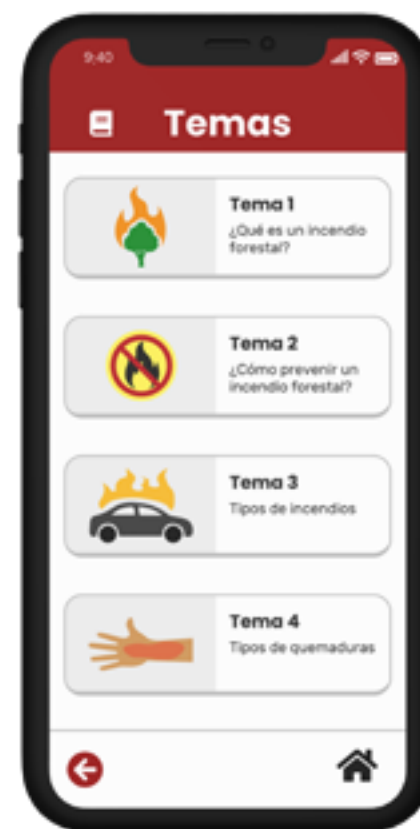 9:40
Temas
Tema 1
¿Qué es un incendio
forestal?
Tema 2
¿Cómo prevenir un
incendio forestal?
Tema 3
Tipos de incendios
Tema 4
Tipos de quemaduras